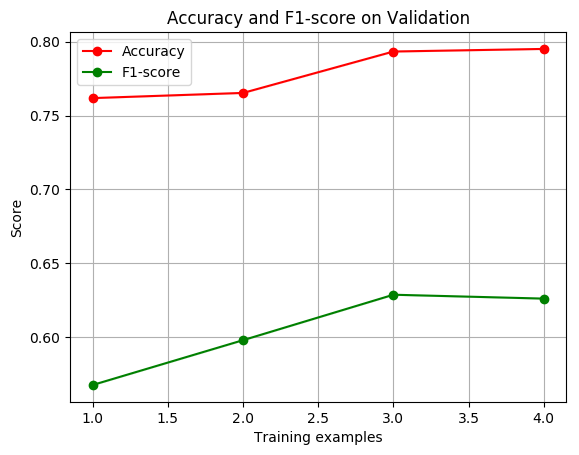 Accuracy and F1-score on Validation
Accuracy
F1-score
0.80
0.75
0.70
0.65
0.60
Score
1.0 1.5 2.0 2.5 3.0 3.5 4.0
Training examples